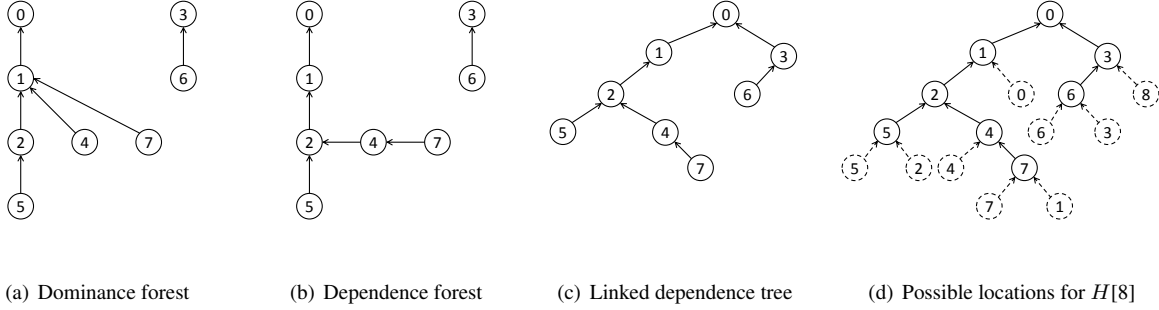 0 3 0 3 0 0
1 6 1 6 1 3 1 3
2 6 2 0 6 8
2 4 7 2 4 7 5 4 5 4 6 3
7 5 2 4 7
5 5 7 1
(a) Dominance forest (b) Dependence forest (c) Linked dependence tree (d) Possible locations for H[8]